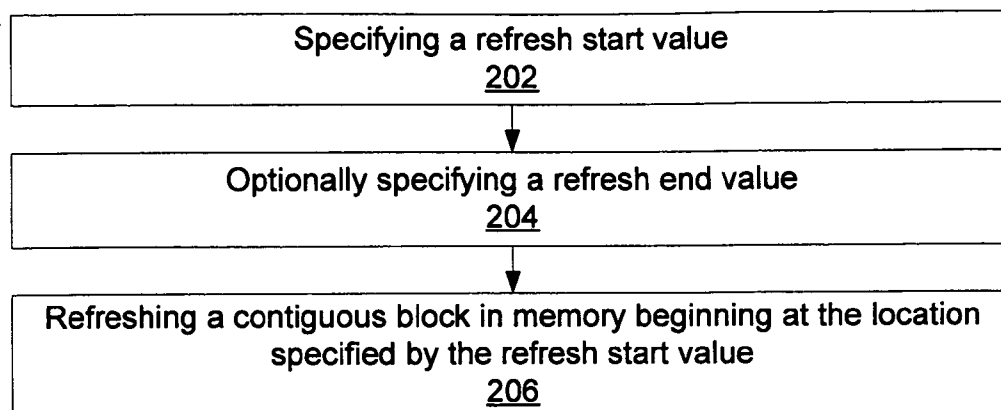 Specifying a refresh start value
202
Optionally specifying a refresh end value
204
Refreshing a contiguous block in memory beginning at the location
specified by the refresh start value
206